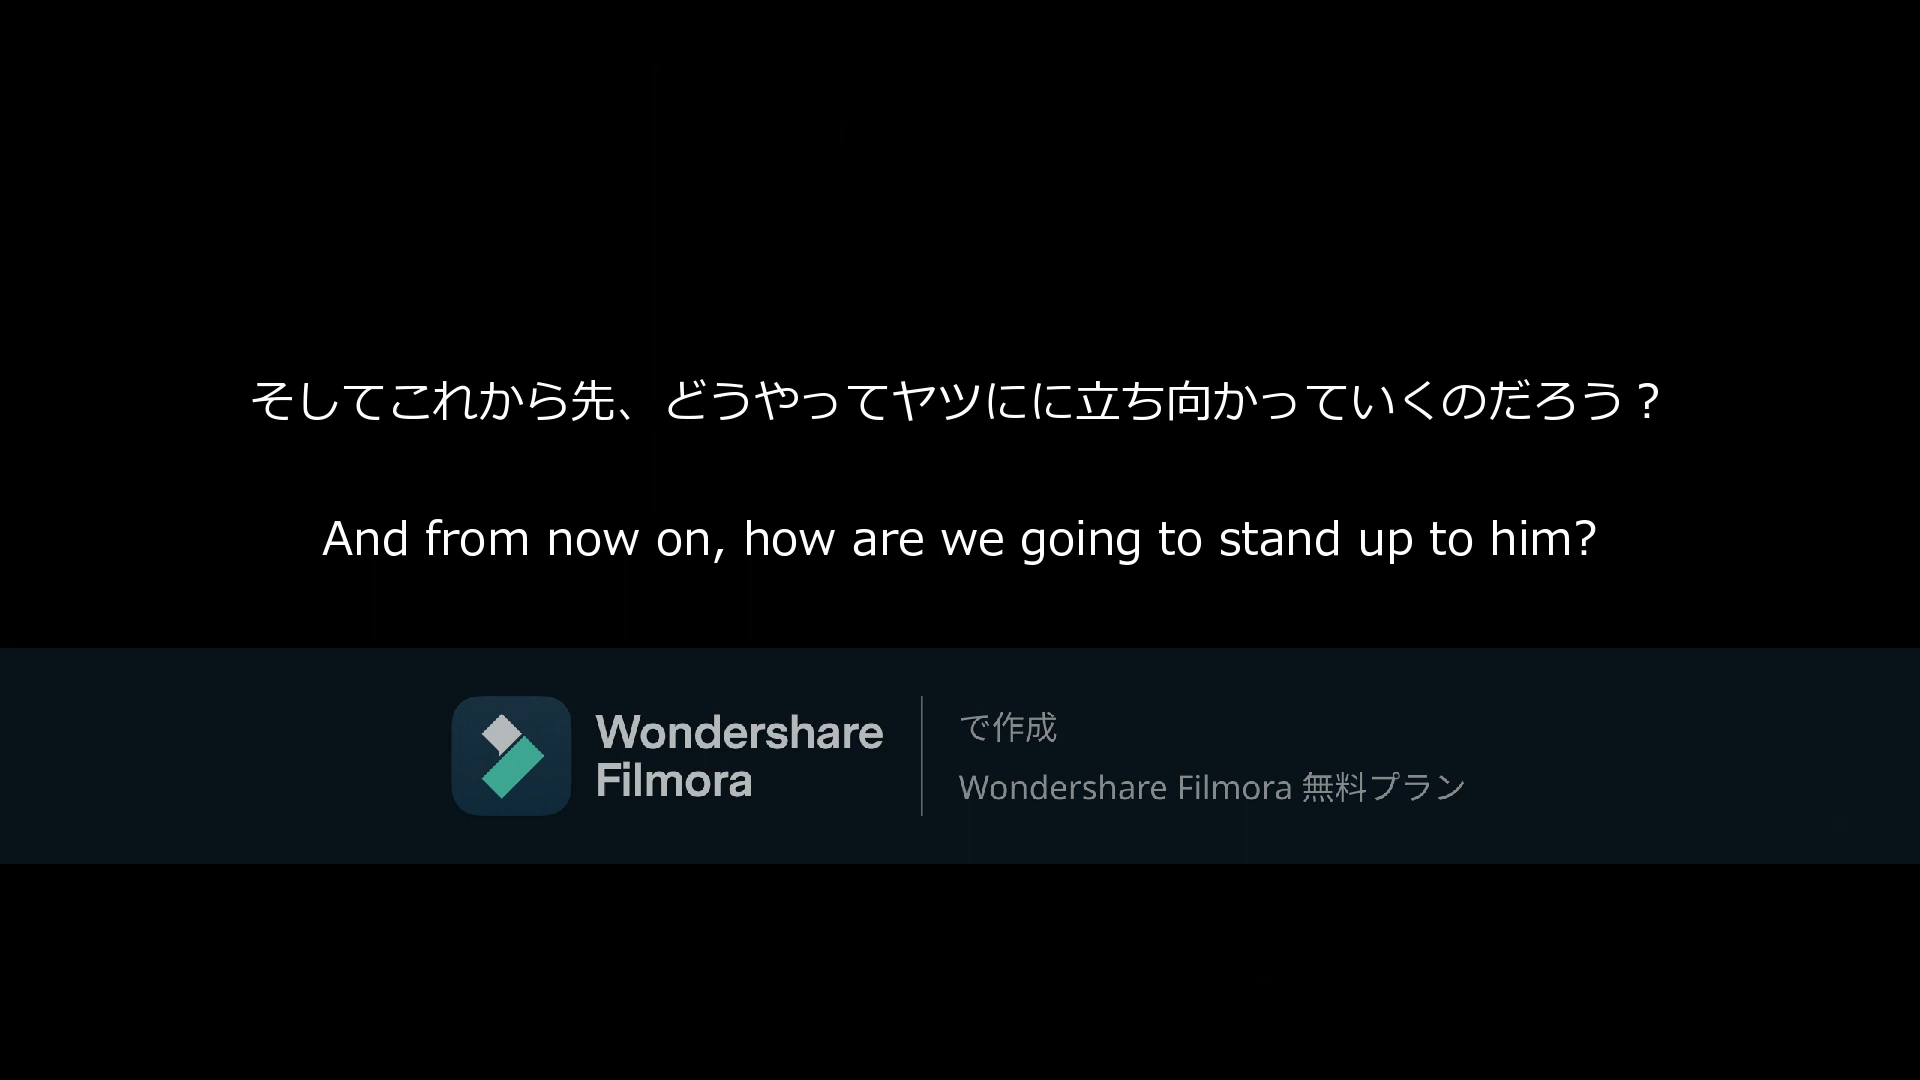 そしてこれから先、どうやってヤツにに立ち向かっていくのだろう？
And from now on, how are we going to stand up to him?
Wondershare
Filmora
で作成
Wondershare Filmora 無料プラン